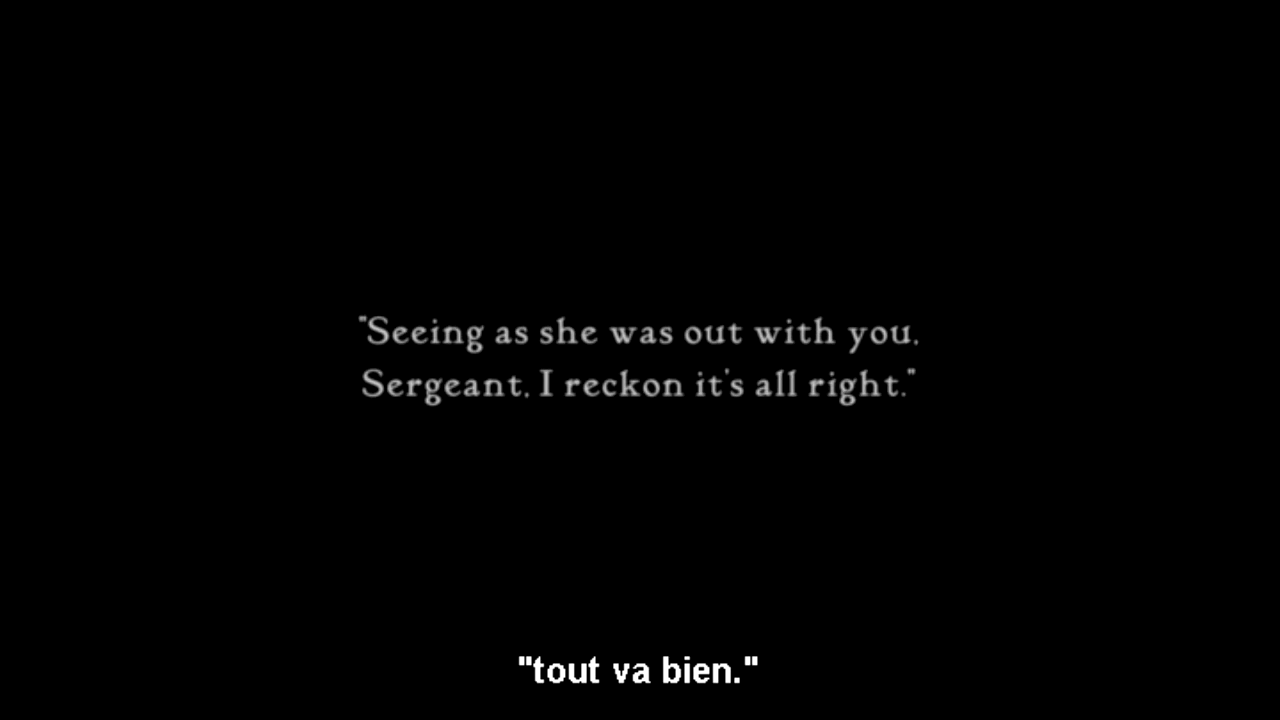 "Seeing as she was out with you,
Sergeant, I reckon it's all right."
"tout va bien."